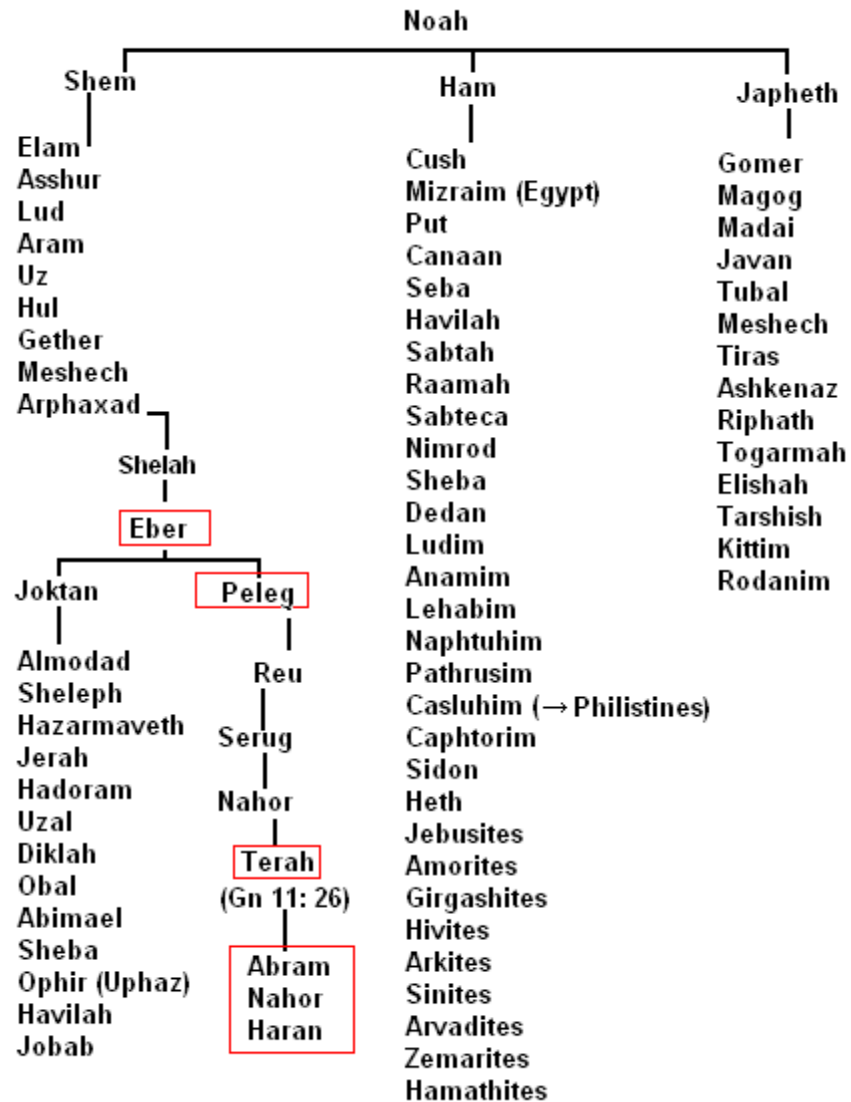 Noah
Shem
Ham
Japheth
Elam
Asshur
Lud
Aram
Uz
Hul
Gether
Meshech
Arphaxad
Shelah
Eber
Joktan
Peleg
Almodad
Sheleph
Hazarmaveth
Jerah
Hadoram
Uzal
Diklah
Obal
Abimael
Sheba
Ophir (Uphaz)
Havilah
Jobab
Reu
Serug
Nahor
Terah
(Gn 11: 26)
Abram
Nahor
Haran
Cush
Mizraim (Egypt)
Put
Canaan
Seba
Havilah
Sabtah
Raamah
Sabteca
Nimrod
Sheba
Dedan
Ludim
Anamim
Lehabim
Naphtuhim
Pathrusim
Casluhim (→ Philistines)
Caphtorim
Sidon
Heth
Jebusites
Amorites
Girgashites
Hivites
Arkites
Sinites
Arvadites
Zemarites
Hamathites
Gomer
Magog
Madai
Javan
Tubal
Meshech
Tiras
Ashkenaz
Riphath
Togarmah
Elishah
Tarshish
Kittim
Rodanim